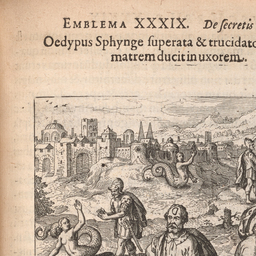 EMBLEMA XXXIX. De secretis
Oedypus Sphynge superata & trucidato
matrem ducit in uxorem.